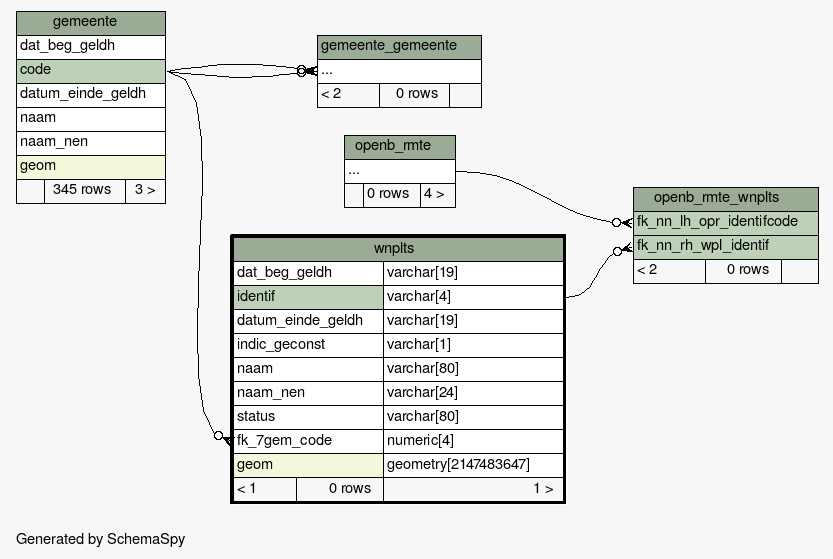 gemeente
dat_beg_geldh
code
datum_einde_geldh
naam
naam_nen
geom
345 rows 3 >
gemeente_gemeente
...
< 2 0 rows
openb_rmte
...
0 rows 4 >
openb_rmte_wnplts
fk_nn_lh_opr_identifcode
fk_nn_rh_wpl_identif
< 2 0 rows
wnplts
dat_beg_geldh varchar[19]
identif varchar[4]
datum_einde_geldh varchar[19]
indic_geconst varchar[1]
naam varchar[80]
naam_nen varchar[24]
status varchar[80]
fk_7gem_code numeric[4]
geom geometry[2147483647]
< 1 0 rows 1 >
Generated by SchemaSpy